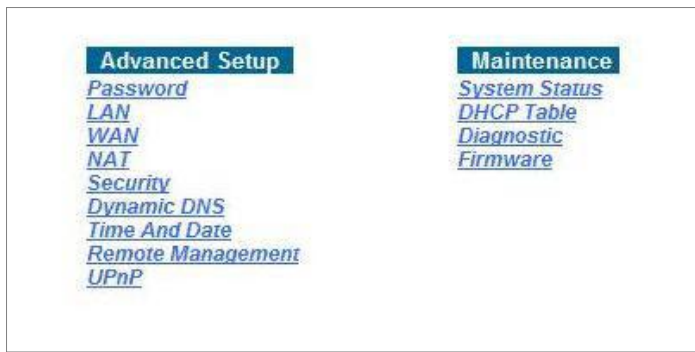 Advanced Setup
Password
LAN
WAN
NAT
Security
Dynamic DNS
Time And Date
Remote Management
UPnP
Maintenance
System Status
DHCP Table
Diagnostic
Firmware